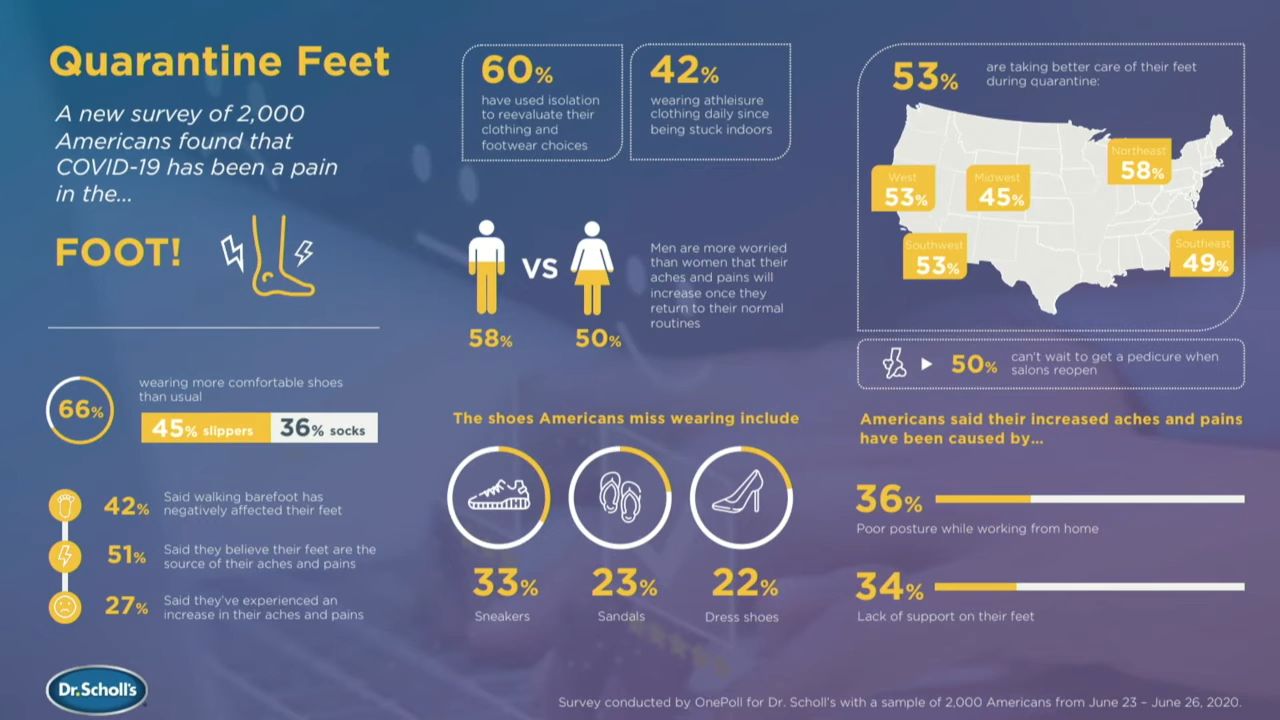 Quarantine Feet
A new survey of 2,000
Americans found that
COVID-19 has been a pain
in the...
FOOT!
66%
wearing more comfortable shoes
than usual
45% slippers
36% socks
42%
Said walking barefoot has
negatively affected their feet
51%
Said they believe their feet are the
source of their aches and pains
27%
Said they've experienced an
increase in their aches and pains
Dr.Scholl's
60%
have used isolation
to reevaluate their
clothing and
footwear choices
42%
wearing athleisure
clothing daily since
being stuck indoors
VS
58%
50%
Men are more worried
than women that their
aches and pains will
increase once they
return to their normal
routines
The shoes Americans miss wearing include
33%
Sneakers
23%
Sandals
22%
Dress shoes
53%
are taking better care of their feet
during quarantine:
Northeast
58%
West
53%
Midwest
45%
Southwest
53%
Southeast
49%
50%
can't wait to get a pedicure when
salons reopen
Americans said their increased aches and pains
have been caused by...
36%
Poor posture while working from home
34%
Lack of support on their feet
Survey conducted by OnePoll for Dr. Scholl's with a sample of 2,000 Americans from June 23 – June 26, 2020.